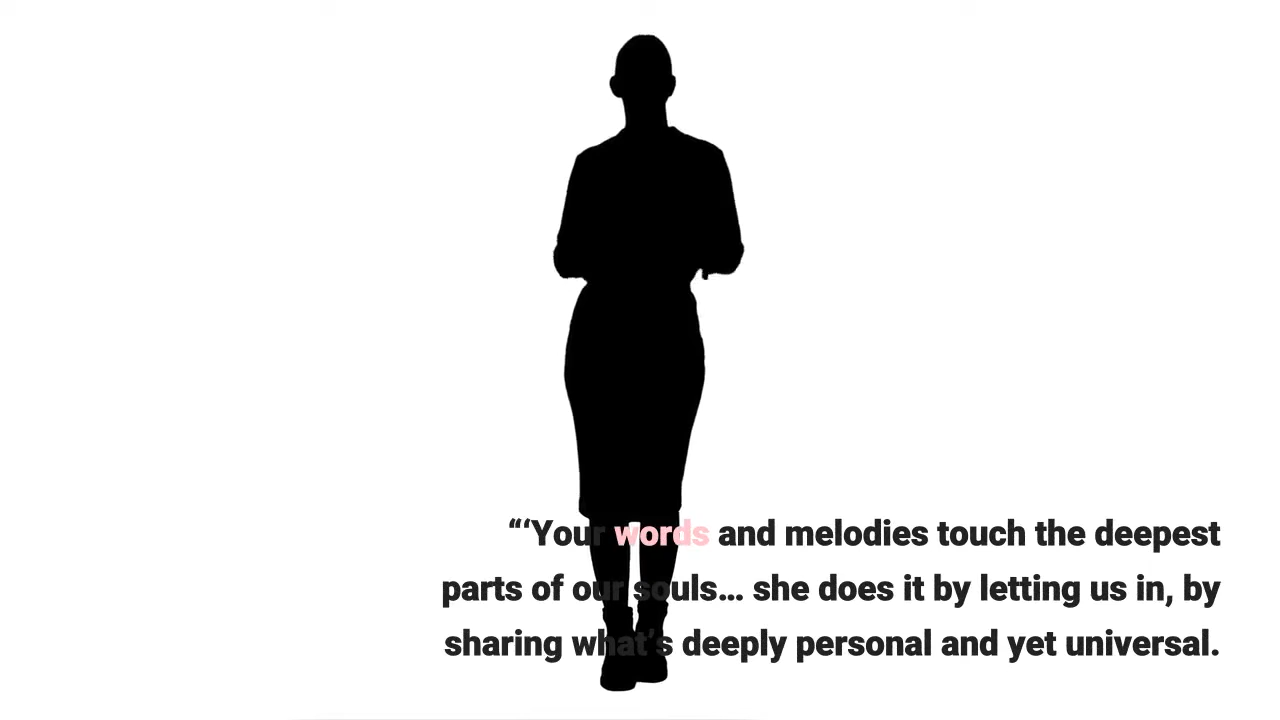 “‘Your words and melodies touch the deepest
parts of our souls… she does it by letting us in, by
sharing what’s deeply personal and yet universal.